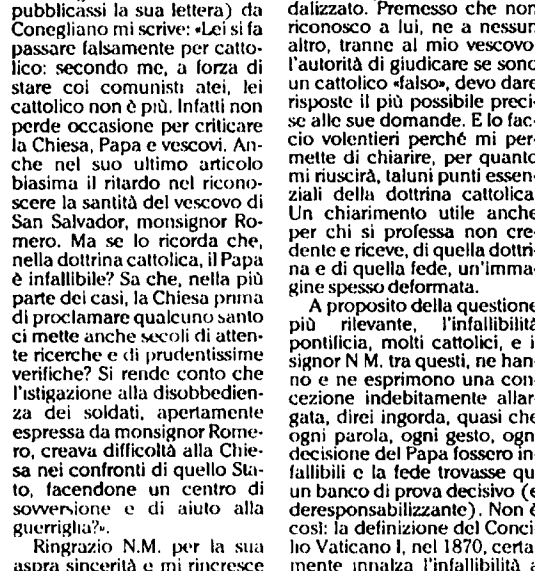 pubblicassi la sua lettera) da
Conegliano mi scrive: «Lei si fa
passare falsamente per catto-
lico: secondo me, a forza di
stare coi comunisti atei, lei
cattolico non è più. Infatti non
perde occasione per criticare
la Chiesa, Papa e vescovi. An-
che nel suo ultimo articolo
biasima il ritardo nel ricono-
scere la santità del vescovo di
San Salvador, monsignor Ro-
mero. Ma se lo ricorda che,
nella dottrina cattolica, il Papa
è infallibile? Sa che, nella più
parte dei casi, la Chiesa prima
di proclamare qualcuno santo
ci mette anche secoli di atten-
te ricerche e di prudentissime
verifiche? Si rende conto che
l'istigazione alla disobbedien-
za dei soldati, apertamente
espressa da monsignor Rome-
ro, creava difficoltà alla Chie-
sa nei confronti di quello Sta-
to, facendone un centro di
sovversione e di aiuto alla
guerriglia?».
Ringrazio N.M. per la sua
aspra sincerità e mi rincresce
dalizzato. Premesso che non
riconosco a lui, ne a nessun
altro, tranne al mio vescovo
l'autorità di giudicare se sono
un cattolico «falso», devo dare
risposte il più possibile preci-
se alle sue domande. E lo fac-
cio volentieri perché mi per-
mette di chiarire, per quanto
mi riuscirà, taluni punti essen-
ziali della dottrina cattolica
Un chiarimento utile anche
per chi si professa non cre-
dente e riceve, di quella dottri-
na e di quella fede, un'imma-
gine spesso deformata.
A proposito della questione
più rilevante, l'infallibilità
pontificia, molti cattolici, e i
signor N M, tra questi, ne han-
no e ne esprimono una con-
cezione indebitamente allar-
gata, direi ingorda, quasi che
ogni parola, ogni gesto, ogn
decisione del Papa fossero in-
fallibili e la fede trovasse qu
un banco di prova decisivo (e
deresponsabilizzante). Non è
così: la definizione del Conci-
lio Vaticano I, nel 1870, certa
mente innalza l'infallibilità a